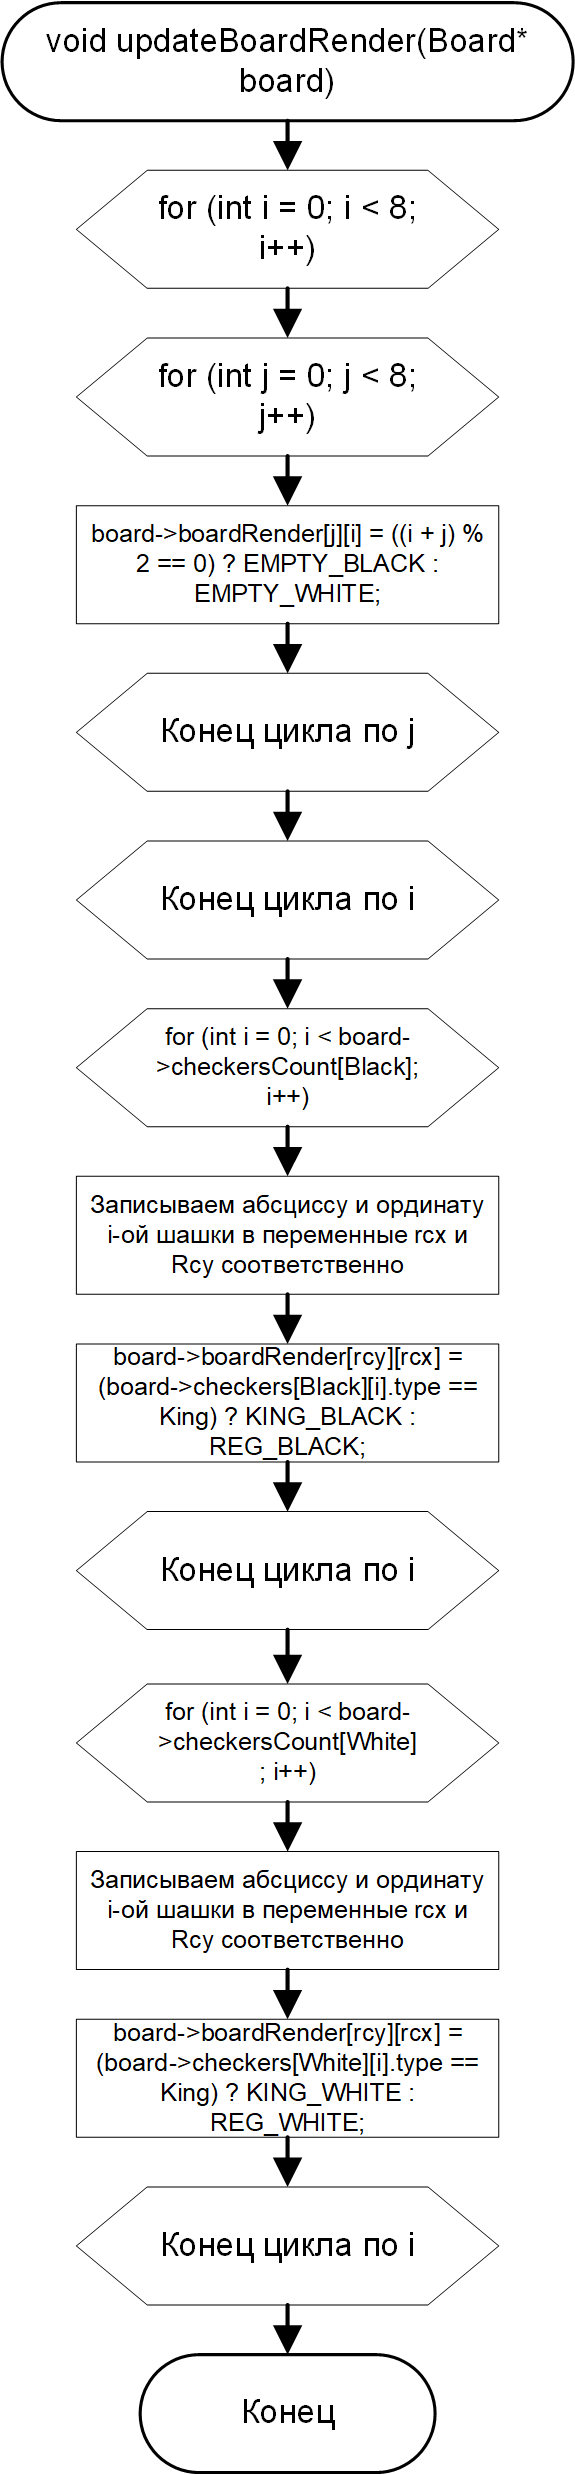 void updateBoardRender(Board*
board)
for (int i = 0; i < 8;
i++)
for (int j = 0; j < 8;
j++)
board->boardRender[j][i] = ((i + j) %
2 == 0) ? EMPTY_BLACK :
EMPTY_WHITE;
Конец цикла по j
Конец цикла по i
for (int i = 0; i < board-
>checkersCount[Black];
i++)
Записываем абсциссу и ординату
i-ой шашки в переменные rcx и
Rcy соответственно
board->boardRender[rcy][rcx] =
(board->checkers[Black][i].type ==
King) ? KING_BLACK :
REG_BLACK;
Конец цикла по i
for (int i = 0; i < board-
>checkersCount[White]
; i++)
Записываем абсциссу и ординату
i-ой шашки в переменные rcx и
Rcy соответственно
board->boardRender[rcy][rcx] =
(board->checkers[White][i].type ==
King) ? KING_WHITE :
REG_WHITE;
Конец цикла по i
Конец